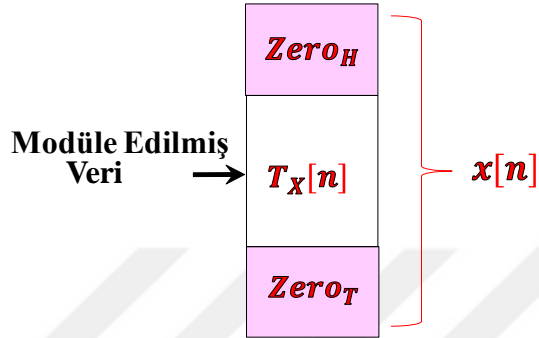 Zero_H
Modüle Edilmiş
Veri
T_X[n]
x[n]
Zero_T